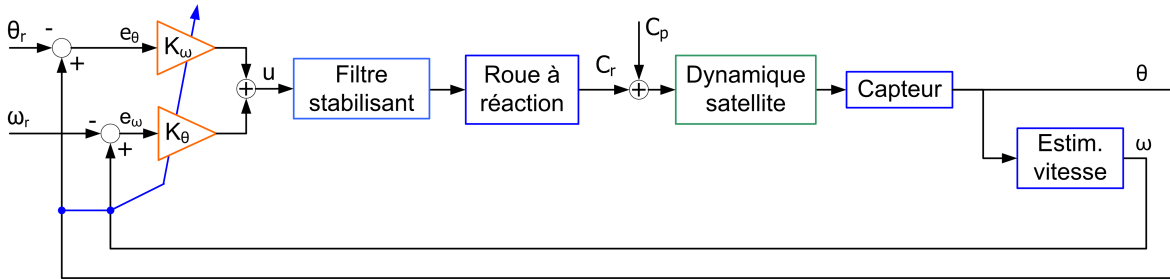 θr
-
+
eθ
Kω
u
Filtre
stabilisant
Roue à
réaction
Cr
Cp
+
Dynamique
satellite
Capteur
θ
+
ωr
-
+
eω
Kθ
Estim.
vitesse
ω